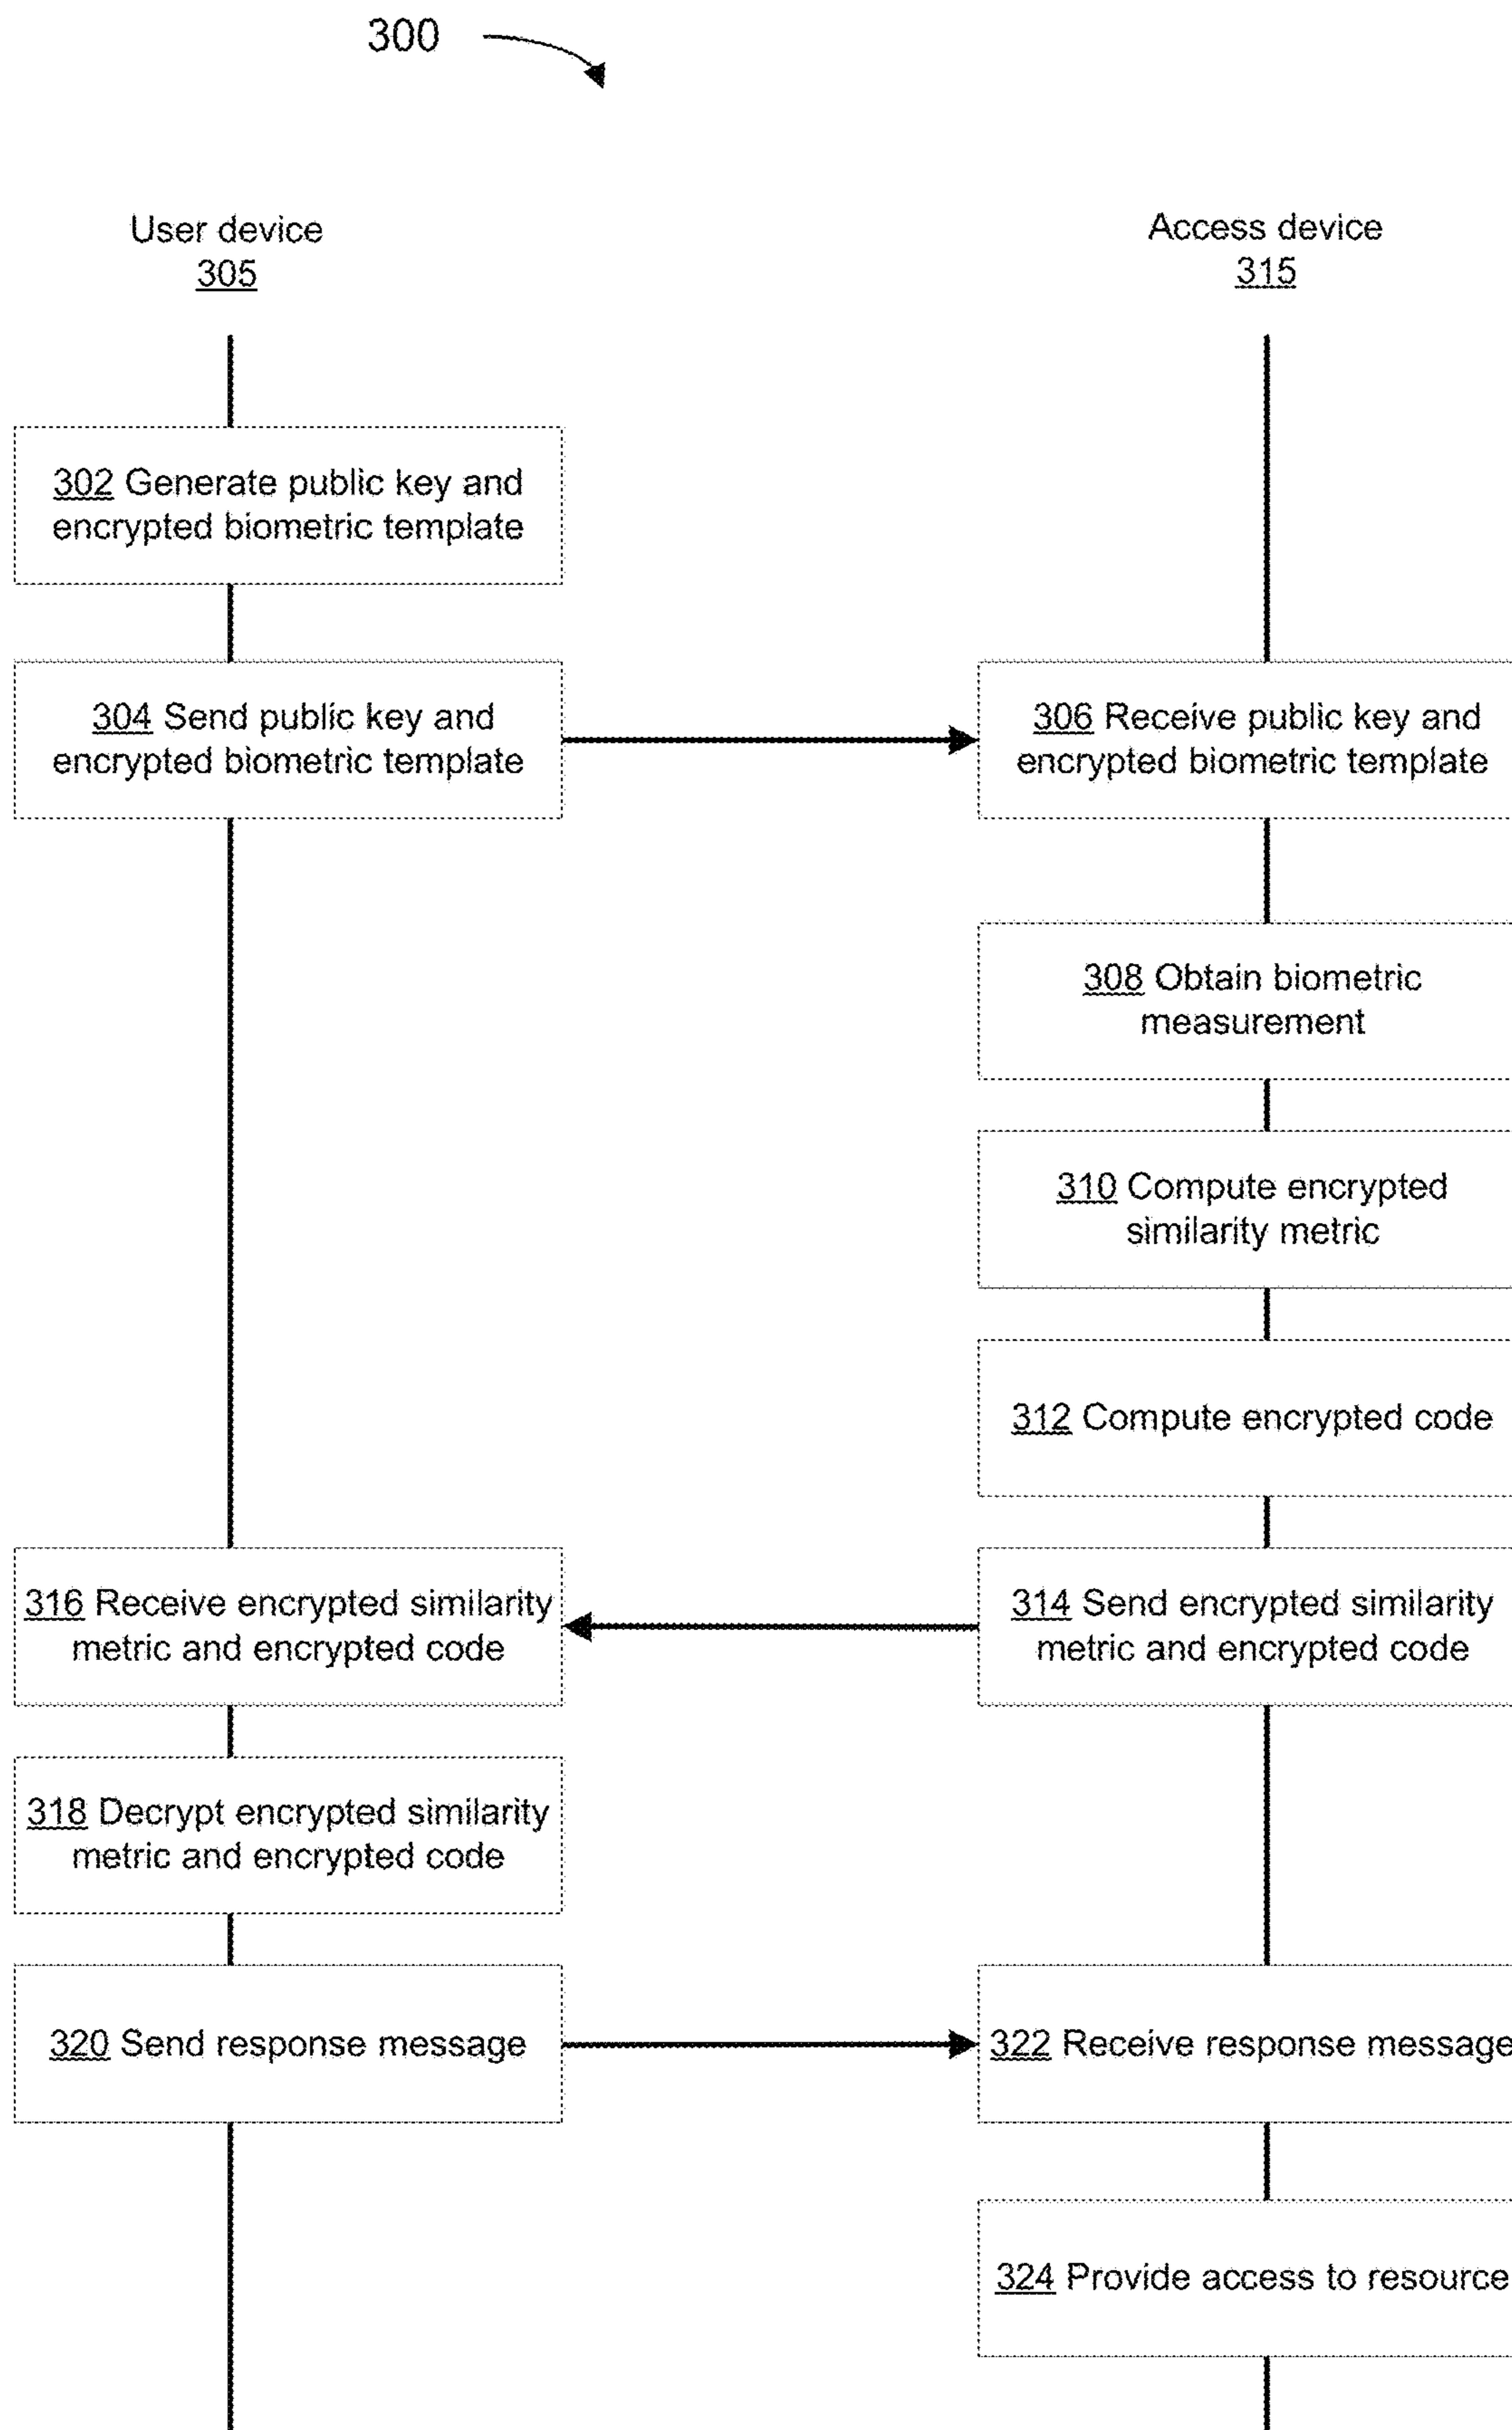 300
User device
305
Access device
315
302 Generate public key and
encrypted biometric template
304 Send public key and
encrypted biometric template
306 Receive public key and
encrypted biometric template
308 Obtain biometric
measurement
310 Compute encrypted
similarity metric
312 Compute encrypted code
316 Receive encrypted similarity
metric and encrypted code
314 Send encrypted similarity
metric and encrypted code
318 Decrypt encrypted similarity
metric and encrypted code
320 Send response message
322 Receive response message
324 Provide access to resource